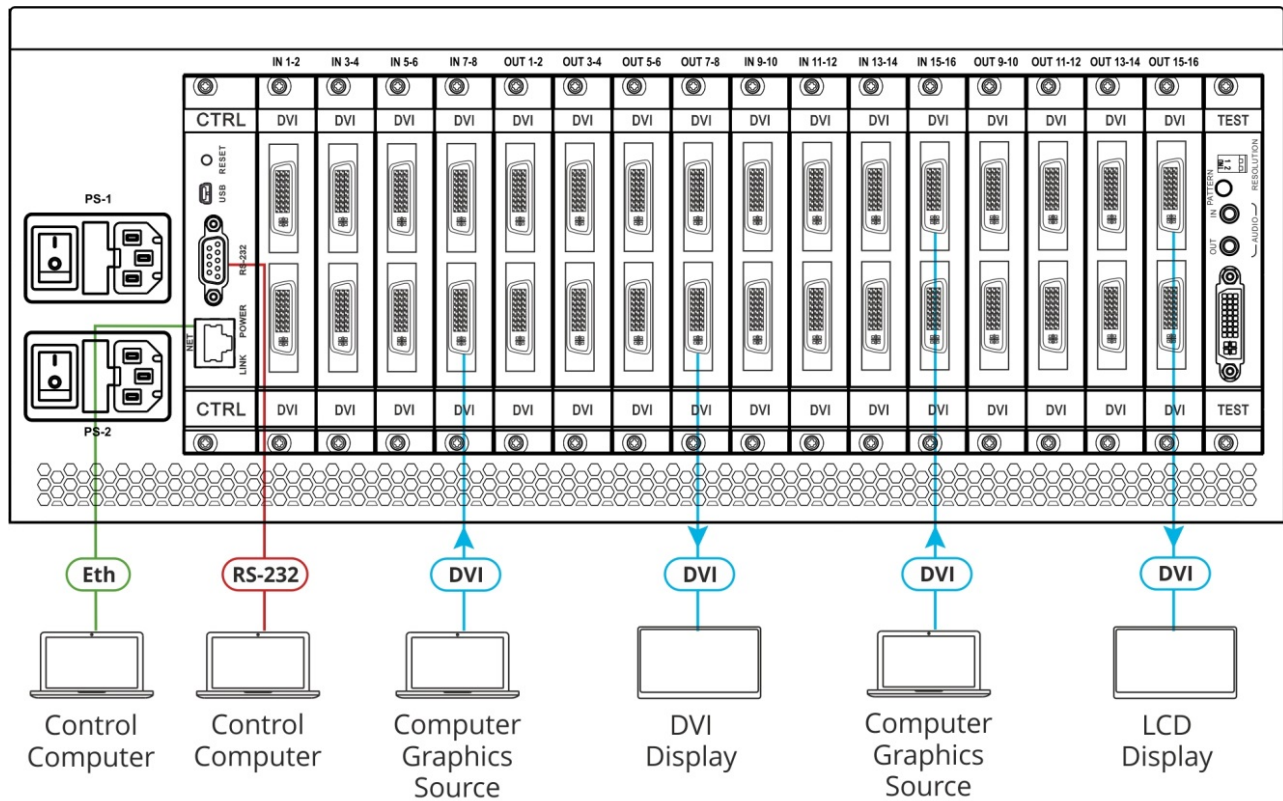 IN 1-2 IN 3-4 IN 5-6 IN 7-8 OUT 1-2 OUT 3-4 OUT 5-6 OUT 7-8 IN 9-10 IN 11-12 IN 13-14 IN 15-16 OUT 9-10 OUT 11-12 OUT 13-14 OUT 15-16
CTRL DVI DVI DVI DVI DVI DVI DVI DVI DVI DVI DVI DVI DVI DVI DVI DVI TEST
RESET
USB
RS-232
POWER
NET
LINK
PS-1
PS-2
1 2
RESOLUTION
PATTERN
IN
OUT
AUDIO
CTRL DVI DVI DVI DVI DVI DVI DVI DVI DVI DVI DVI DVI DVI DVI DVI DVI TEST
Eth RS-232 DVI DVI DVI DVI
Control
Computer
Control
Computer
Computer
Graphics
Source
DVI
Display
Computer
Graphics
Source
LCD
Display